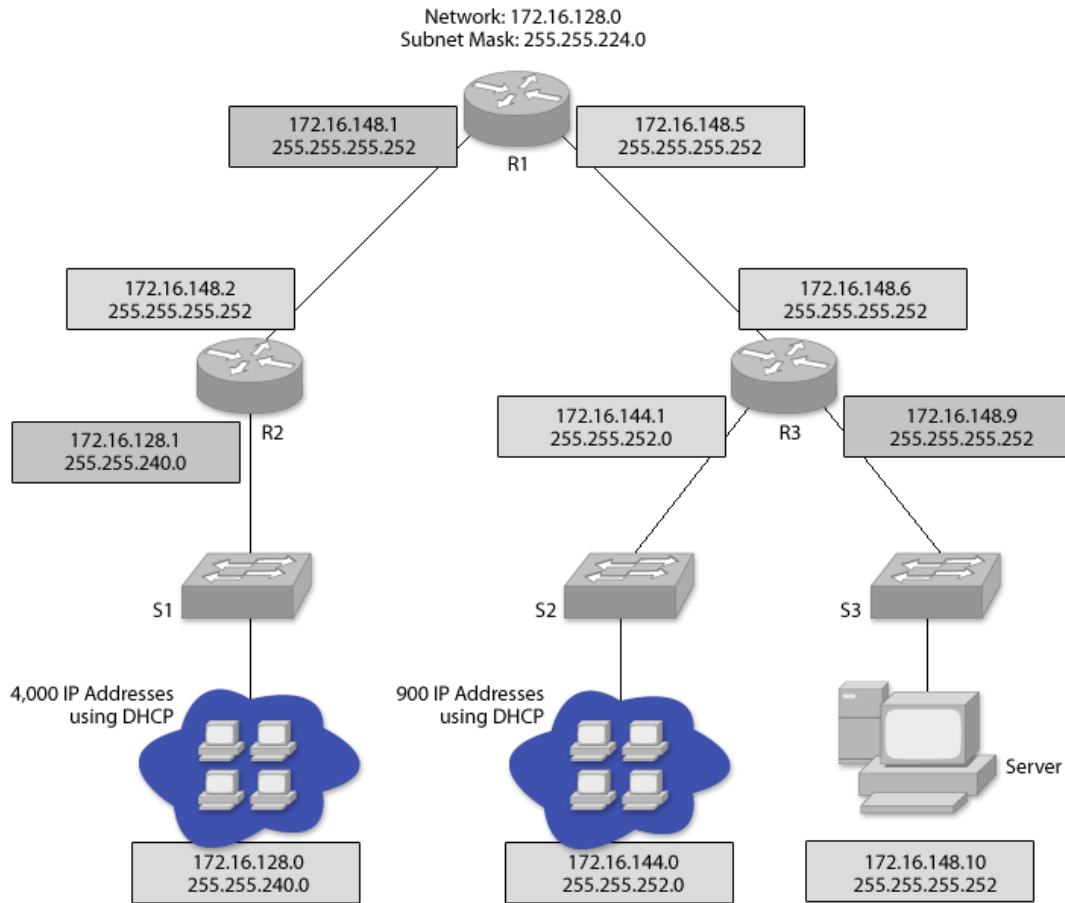 Network: 172.16.128.0
Subnet Mask: 255.255.224.0
172.16.148.1
255.255.255.252
172.16.148.5
255.255.255.252
R1
172.16.148.2
255.255.255.252
172.16.148.6
255.255.255.252
R2
R3
172.16.128.1
255.255.240.0
172.16.144.1
255.255.252.0
172.16.148.9
255.255.255.252
S1
S2
S3
4,000 IP Addresses
using DHCP
900 IP Addresses
using DHCP
Server
172.16.128.0
255.255.240.0
172.16.144.0
255.255.252.0
172.16.148.10
255.255.255.252